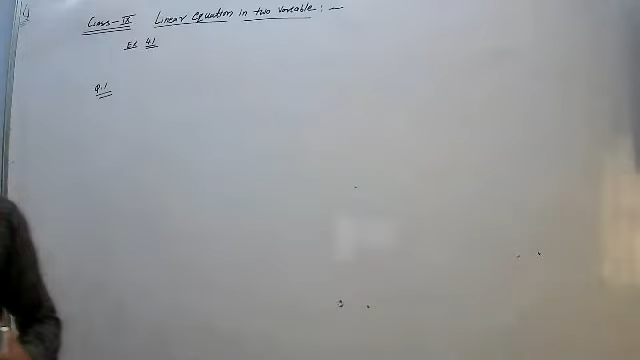 Class - IX Linear equation in two variable : -
Ex 4.1
Q.1